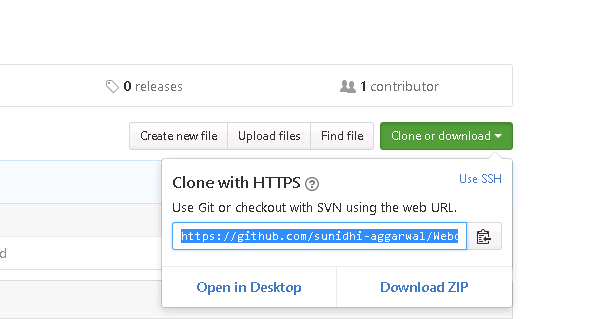 0 releases
1 contributor
Create new file
Upload files
Find file
Clone or download
Clone with HTTPS ?
Use SSH
Use Git or checkout with SVN using the web URL.
https://github.com/sunidhi-aggarwal/Webc
d
Open in Desktop
Download ZIP